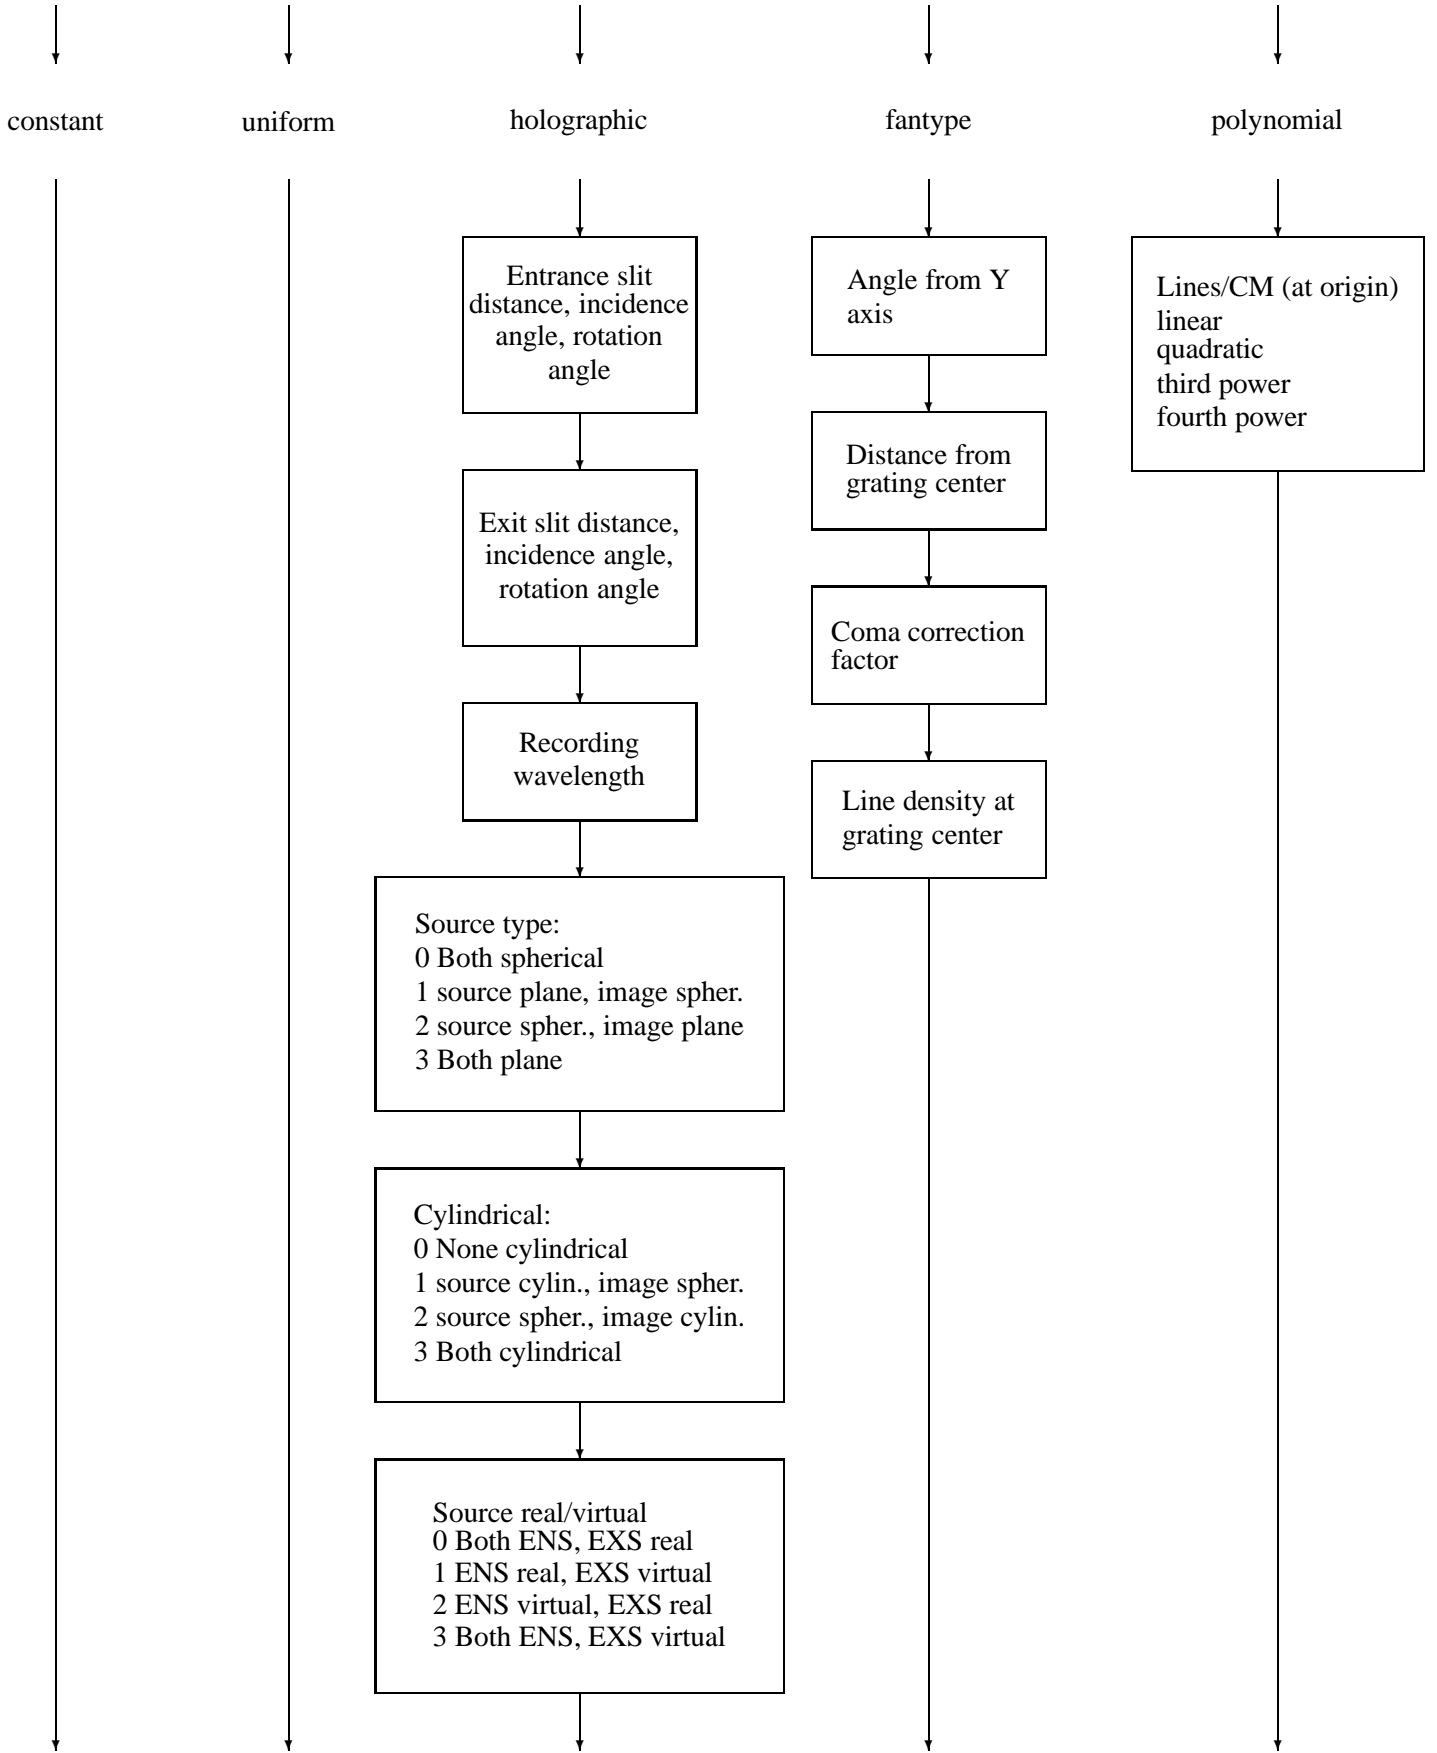 constant
uniform
holographic
fantype
polynomial
Entrance slit
distance, incidence
angle, rotation
angle
Exit slit distance,
incidence angle,
rotation angle
Recording
wavelength
Source type:
0 Both spherical
1 source plane, image spher.
2 source spher., image plane
3 Both plane
Cylindrical:
0 None cylindrical
1 source cylin., image spher.
2 source spher., image cylin.
3 Both cylindrical
Source real/virtual
0 Both ENS, EXS real
1 ENS real, EXS virtual
2 ENS virtual, EXS real
3 Both ENS, EXS virtual
Angle from Y
axis
Distance from
grating center
Coma correction
factor
Line density at
grating center
Lines/CM (at origin)
linear
quadratic
third power
fourth power